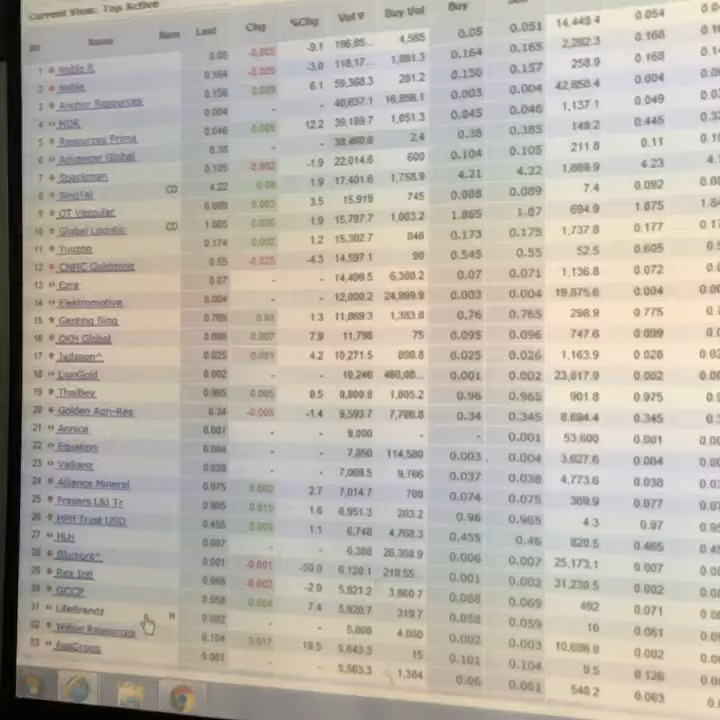 Current View: Top Active
No Name Rem Last Chg %Chg Vol Buy Vol Buy
1 Noble R 0.05 -0.005 -9.1 196,05... 4,585 0.05 0.051 14,449.4 0.054
2 Noble 0.164 -0.005 -3.0 118,17... 1,891.3 0.164 0.165 2,282.3 0.168
3 Anchor Resources 0.156 0.009 6.1 59,368.3 281.2 0.156 0.157 258.9 0.168
4 0.004 - - 40,637.1 16,858.1 0.003 0.004 42,850.4 0.004
5 Resources Prima 0.046 0.005 12.2 39,189.7 1,051.3 0.045 0.046 1,137.1 0.049
6 Advancer Global 0.38 - - 38,460.6 2.4 0.38 0.385 149.2 0.445
7 Spackman 0.105 -0.002 -1.9 22,014.6 600 0.104 0.105 211.8 0.11
8 SingTel CD 4.22 0.08 1.9 17,401.6 1,758.9 4.21 4.22 1,669.9 4.23
9 QT Vascular 0.089 0.003 3.5 15,919 745 0.088 0.089 7.4 0.092
10 Global Logistic CD 1.865 0.035 1.9 15,797.7 1,083.2 1.865 1.87 694.9 1.875
11 Yuuzoo 0.174 0.002 1.2 15,302.7 846 0.173 0.175 1,737.8 0.177
12 CNMC Goldmine 0.55 -0.025 -4.3 14,597.1 90 0.545 0.55 52.5 0.605
13 Ezra 0.07 - - 14,499.5 6,380.2 0.07 0.071 1,136.8 0.072
14 Elektromotive 0.004 - - 12,000.2 24,999.9 0.003 0.004 19,875.6 0.004
15 Genting Sing 0.765 0.01 1.3 11,869.3 1,353.8 0.76 0.765 298.9 0.775
16 OKH Global 0.096 0.007 7.9 11,798 75 0.095 0.096 747.6 0.099
17 Jadason^ 0.025 0.001 4.2 10,271.5 890.8 0.025 0.026 1,163.9 0.028
18 LionGold 0.002 - - 10,246 480,08... 0.001 0.002 23,817.9 0.002
19 ThaiBev 0.965 0.005 0.5 9,800.8 1,605.2 0.96 0.965 901.8 0.975
20 Golden Agri-Res 0.34 -0.005 -1.4 9,593.7 7,700.8 0.34 0.345 8,694.4 0.345
21 Annica 0.001 - - 9,000 - - 0.001 53,600 0.001
22 Equation 0.004 - - 7,850 114,580 0.003 0.004 3,627.6 0.004
23 Vallianz 0.038 - - 7,069.5 9,766 0.037 0.038 4,773.6 0.038
24 Alliance Mineral 0.075 0.002 2.7 7,014.7 700 0.074 0.075 369.9 0.077
25 Frasers L&I Tr 0.965 0.015 1.6 6,951.3 203.2 0.96 0.965 4.3 0.97
26 HPH Trust USD 0.455 0.005 1.1 6,748 4,768.3 0.455 0.46 820.5 0.465
27 HLH 0.007 - - 6,388 26,360.9 0.006 0.007 25,173.1 0.007
28 Blumont^ 0.001 -0.001 -50.0 6,120.1 219,55... 0.001 0.002 31,230.5 0.002
29 Rex Intl 0.068 -0.002 -2.9 5,921.2 3,860.7 0.068 0.069 492 0.071
30 GCCP 0.058 0.004 7.4 5,920.7 319.7 0.058 0.059 10 0.061
31 LifeBrandz H 0.002 - - 5,800 4,000 0.002 0.003 10,686.8 0.002
32 Resources 0.104 0.017 19.5 5,643.3 15 0.101 0.104 9.5 0.126
33 0.061 - - 5,563.3 1,384 0.06 0.061 548.2 0.063